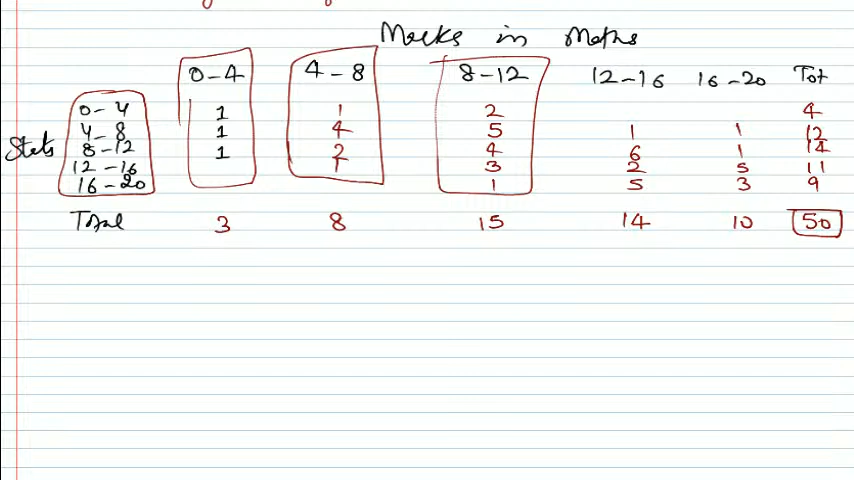 Marks in Maths
0-4 4-8 8-12 12-16 16-20 Tot
0-4 1 1 2 4
4-8 1 4 5 1 1 12
Stats 8-12 1 2 4 6 1 14
12-16 1 3 2 5 11
16-20 1 5 3 9
Total 3 8 15 14 10 50